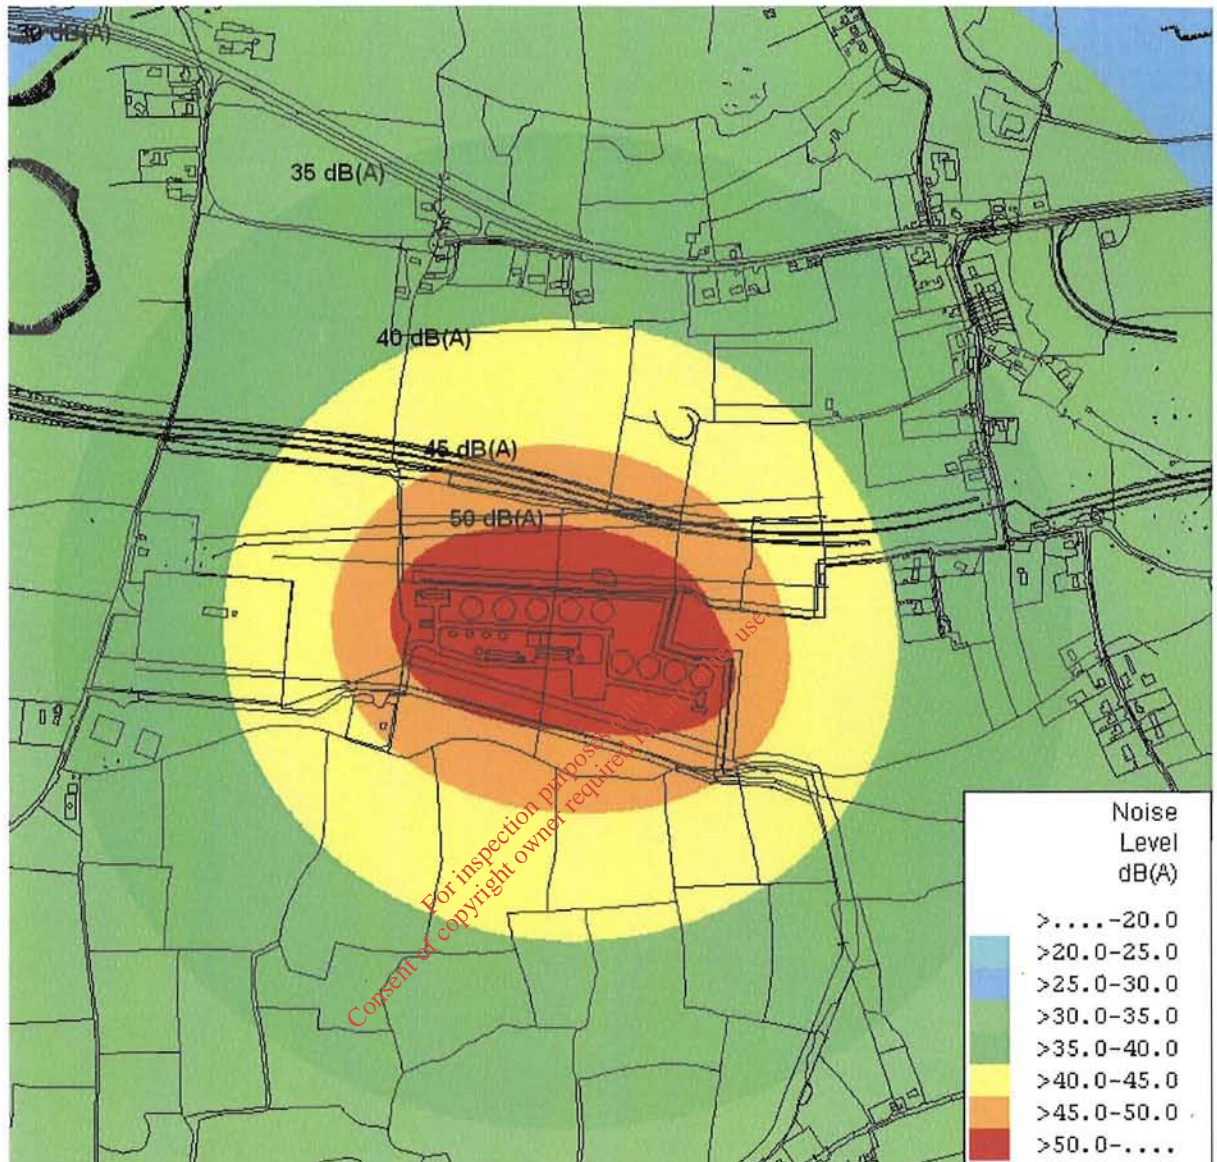 30 dB(A)
35 dB(A)
40 dB(A)
45 dB(A)
50 dB(A)
For inspection purposes only
Consent of copyright owner required for any other use.
Noise
Level
dB(A)
>....-20.0
>20.0-25.0
>25.0-30.0
>30.0-35.0
>35.0-40.0
>40.0-45.0
>45.0-50.0
>50.0-....